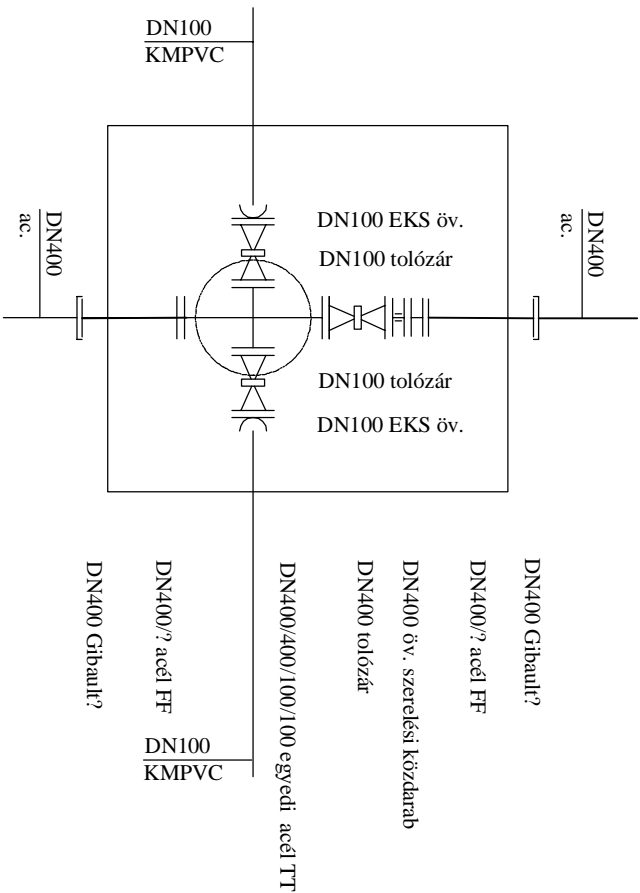 DN100
KMPVC
DN400
ac.
DN400
ac.
DN100 EKS öv.
DN100 tolózár
DN100 tolózár
DN100 EKS öv.
DN400 Gibault?
DN400/? acél FF
DN400/400/100/100 egyedi acél TT
DN400 tolózár
DN400 öv. szerelési közdarab
DN400/? acél FF
DN400 Gibault?
DN100
KMPVC